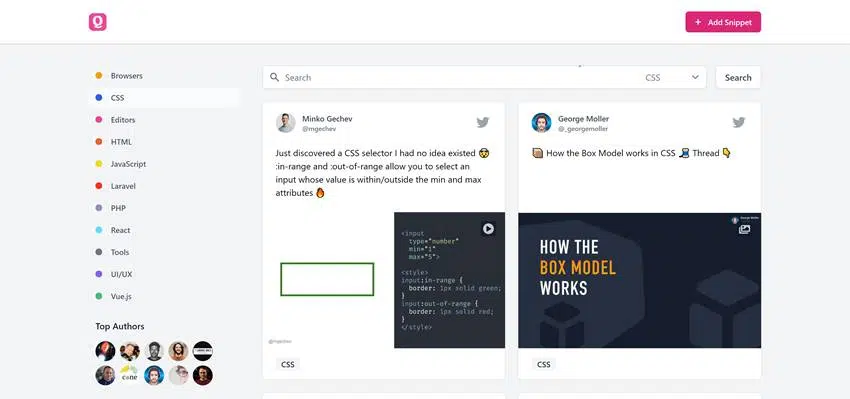 Q
+ Add Snippet
Browsers
CSS
Editors
HTML
JavaScript
Laravel
PHP
React
Tools
UI/UX
Vue.js
Top Authors
cone
Search
CSS
Search
Minko Gechev
@mgechev
Just discovered a CSS selector I had no idea existed 🤯
:in-range and :out-of-range allow you to select an
input whose value is within/outside the min and max
attributes 🔥
<input
type="number"
min="1"
max="5">
<style>
input:in-range {
border: 1px solid green;
}
input:out-of-range {
border: 1px solid red;
}
</style>
@mgechev
CSS
George Moller
@_georgemoller
How the Box Model works in CSS Thread 👇
George Moller
HOW THE
BOX MODEL
WORKS
CSS